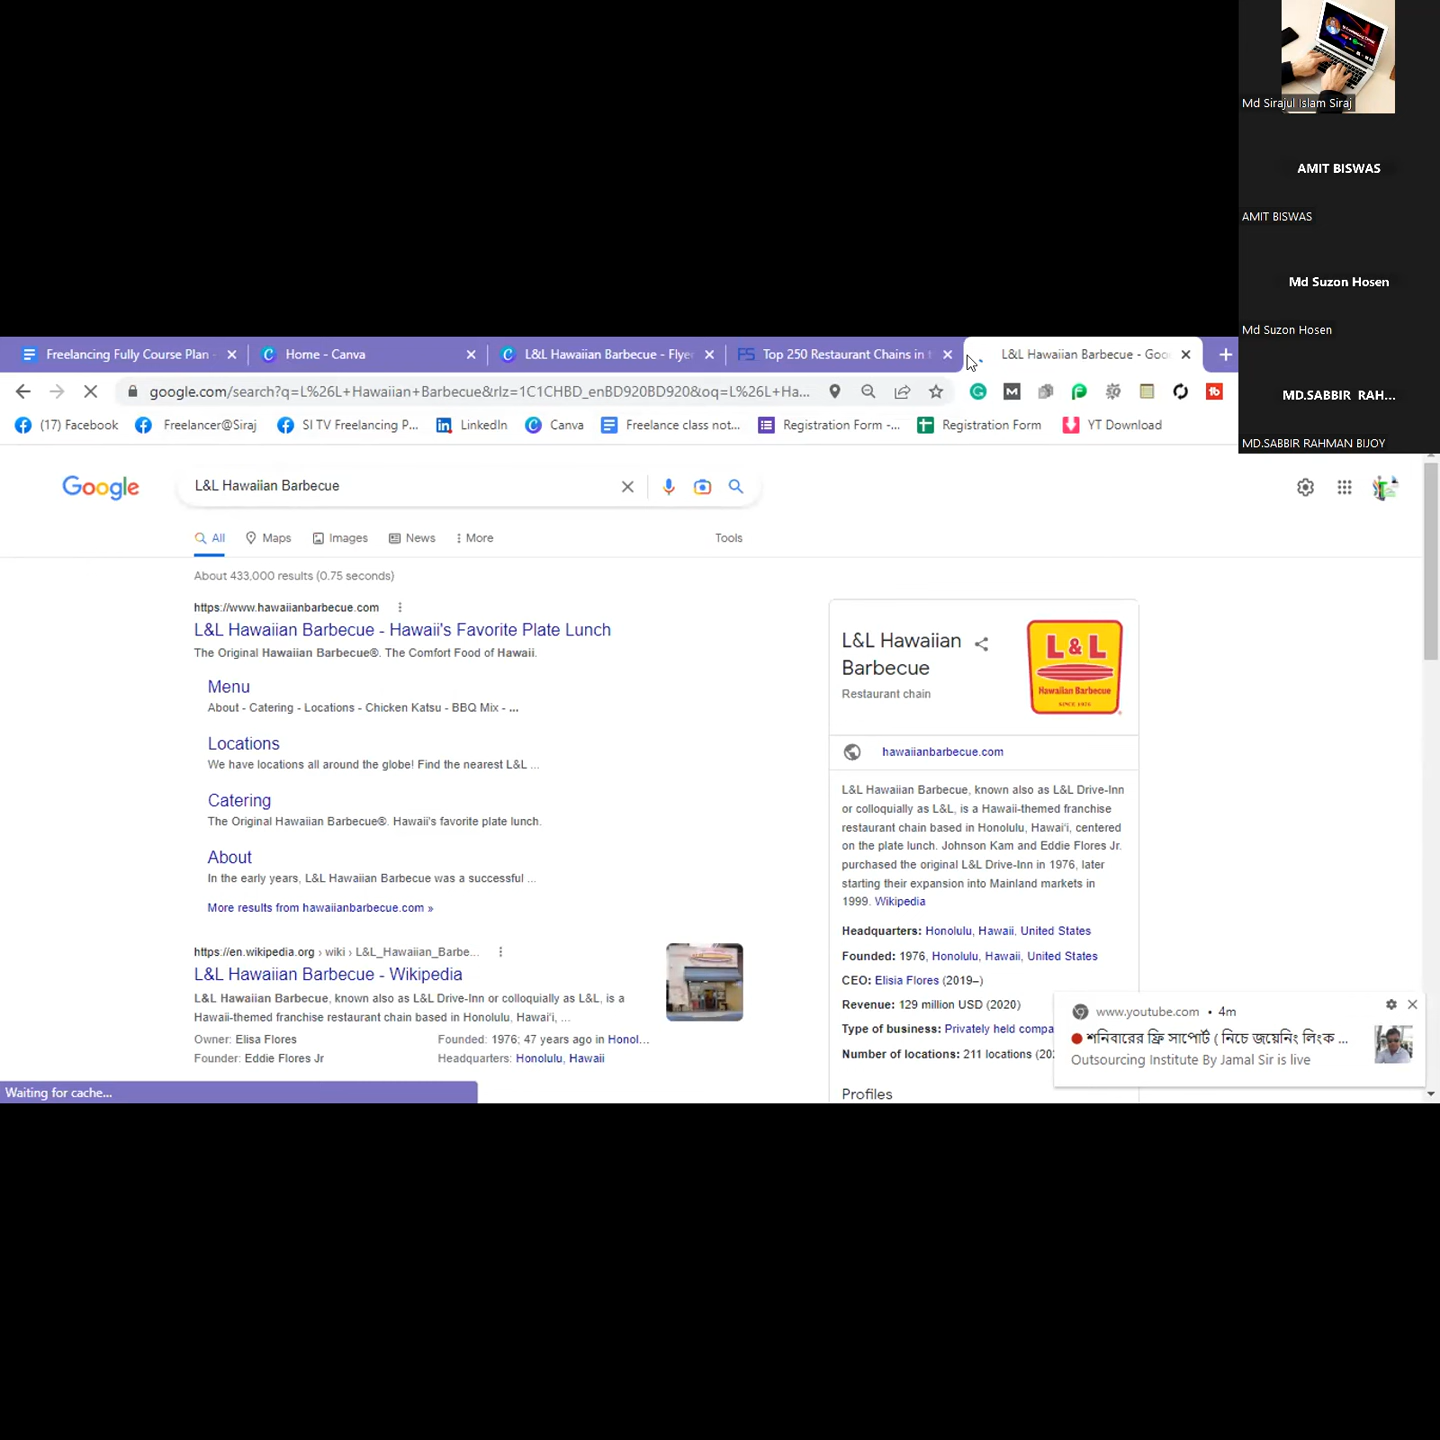 Md Sirajul Islam Siraj
AMIT BISWAS
AMIT BISWAS
Md Suzon Hosen
Md Suzon Hosen
MD.SABBIR RAH...
MD.SABBIR RAHMAN BIJOY
Freelancing Fully Course Plan -
Home - Canva
L&L Hawaiian Barbecue - Flye
Top 250 Restaurant Chains in t
L&L Hawaiian Barbecue - Goo
google.com/search?q=L%26L+Hawaiian+Barbecue&rlz=1C1CHBD_enBD920BD920&oq=L%26L+Ha...
(17) Facebook
Freelancer@Siraj
SI TV Freelancing P...
LinkedIn
Canva
Freelance class not...
Registration Form -...
Registration Form
YT Download
Google
L&L Hawaiian Barbecue
All
Maps
Images
News
More
Tools
About 433,000 results (0.75 seconds)
https://www.hawaiianbarbecue.com
L&L Hawaiian Barbecue - Hawaii's Favorite Plate Lunch
The Original Hawaiian Barbecue®. The Comfort Food of Hawaii.
Menu
About - Catering - Locations - Chicken Katsu - BBQ Mix - ...
Locations
We have locations all around the globe! Find the nearest L&L ...
Catering
The Original Hawaiian Barbecue®. Hawaii's favorite plate lunch.
About
In the early years, L&L Hawaiian Barbecue was a successful ...
More results from hawaiianbarbecue.com »
https://en.wikipedia.org › wiki › L&L_Hawaiian_Barbe...
L&L Hawaiian Barbecue - Wikipedia
L&L Hawaiian Barbecue, known also as L&L Drive-Inn or colloquially as L&L, is a
Hawaii-themed franchise restaurant chain based in Honolulu, Hawaiʻi, ...
Owner: Elisa Flores
Founded: 1976; 47 years ago in Honol...
Founder: Eddie Flores Jr
Headquarters: Honolulu, Hawaii
L&L Hawaiian
Barbecue
Restaurant chain
L & L
Hawaiian Barbecue
SINCE 1976
hawaiianbarbecue.com
L&L Hawaiian Barbecue, known also as L&L Drive-Inn
or colloquially as L&L, is a Hawaii-themed franchise
restaurant chain based in Honolulu, Hawaiʻi, centered
on the plate lunch. Johnson Kam and Eddie Flores Jr.
purchased the original L&L Drive-Inn in 1976, later
starting their expansion into Mainland markets in
1999. Wikipedia
Headquarters: Honolulu, Hawaii, United States
Founded: 1976, Honolulu, Hawaii, United States
CEO: Elisia Flores (2019–)
Revenue: 129 million USD (2020)
Type of business: Privately held compa
Number of locations: 211 locations (20
Profiles
www.youtube.com • 4m
শনিবারের ফ্রি সাপোর্ট ( নিচে জয়েনিং লিংক ...
Outsourcing Institute By Jamal Sir is live
Waiting for cache...